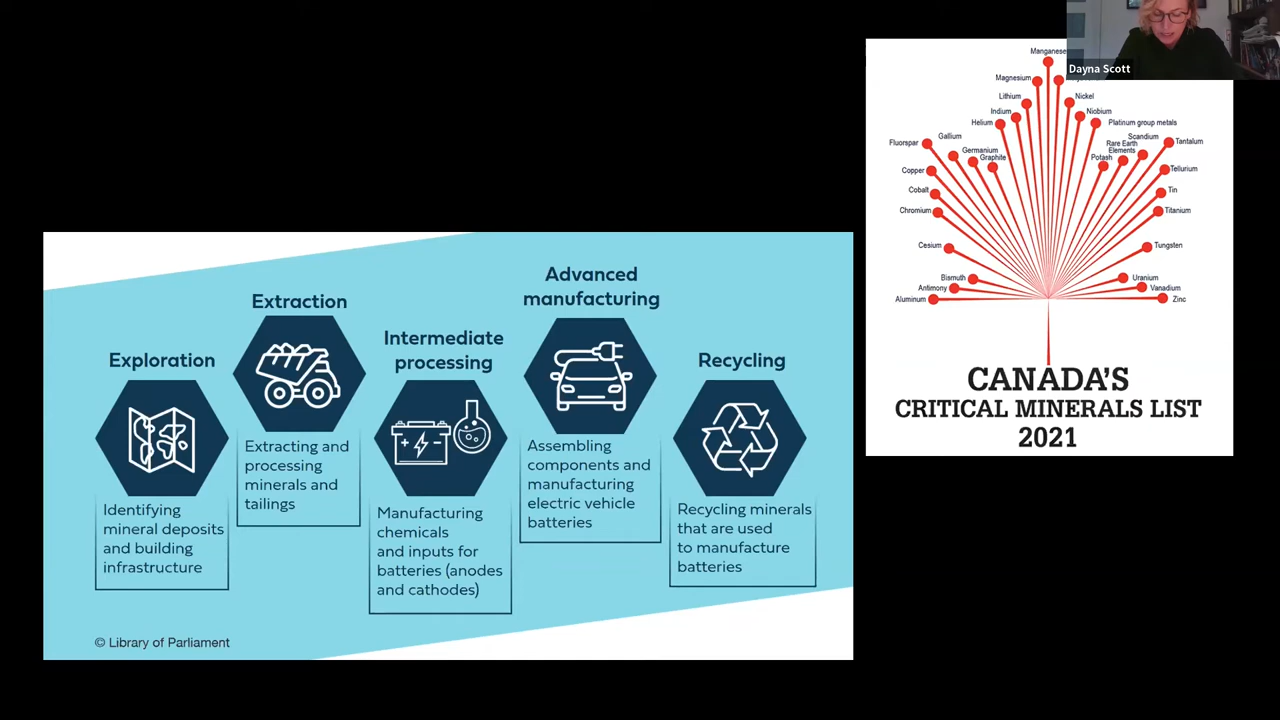 Dayna Scott
Exploration
Identifying
mineral deposits
and building
infrastructure
Extraction
Extracting and
processing
minerals and
tailings
Intermediate
processing
Manufacturing
chemicals
and inputs for
batteries (anodes
and cathodes)
Advanced
manufacturing
Assembling
components and
manufacturing
electric vehicle
batteries
Recycling
Recycling minerals
that are used
to manufacture
batteries
© Library of Parliament
Manganese
Magnesium
Lithium
Indium
Helium
Graphite
Germanium
Gallium
Fluorspar
Copper
Cobalt
Chromium
Cesium
Bismuth
Antimony
Aluminum
Nickel
Niobium
Platinum group metals
Potash
Rare Earth
Elements
Scandium
Tantalum
Tellurium
Tin
Titanium
Tungsten
Uranium
Vanadium
Zinc
CANADA'S
CRITICAL MINERALS LIST
2021